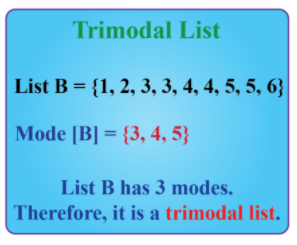 Trimodal List
List B = {1, 2, 3, 3, 4, 4, 5, 5, 6}
Mode [B] = {3, 4, 5}
List B has 3 modes.
Therefore, it is a trimodal list.